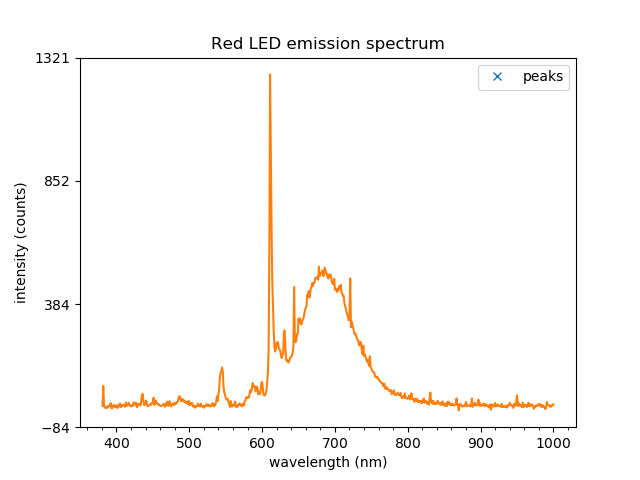 Red LED emission spectrum
1321
peaks
852
intensity (counts)
384
−84
400 500 600 700 800 900 1000
wavelength (nm)